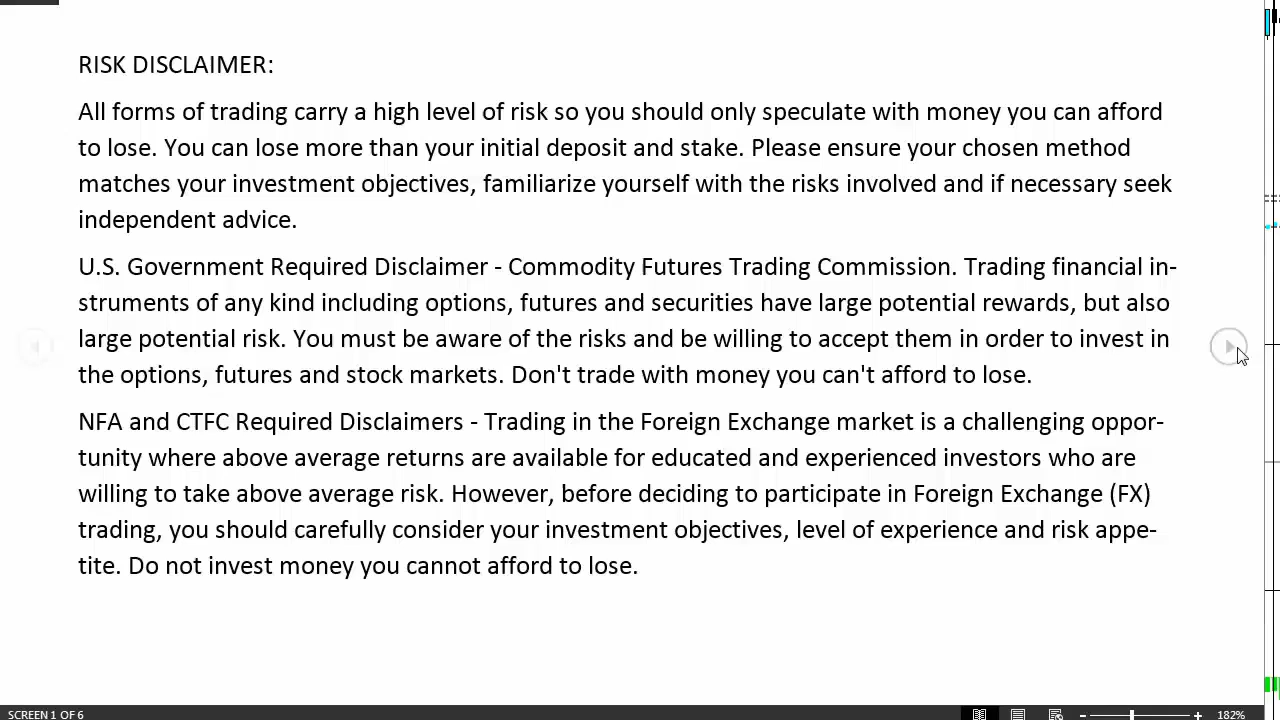 RISK DISCLAIMER:
All forms of trading carry a high level of risk so you should only speculate with money you can afford
to lose. You can lose more than your initial deposit and stake. Please ensure your chosen method
matches your investment objectives, familiarize yourself with the risks involved and if necessary seek
independent advice.
U.S. Government Required Disclaimer - Commodity Futures Trading Commission. Trading financial in-
struments of any kind including options, futures and securities have large potential rewards, but also
large potential risk. You must be aware of the risks and be willing to accept them in order to invest in
the options, futures and stock markets. Don't trade with money you can't afford to lose.
NFA and CTFC Required Disclaimers - Trading in the Foreign Exchange market is a challenging oppor-
tunity where above average returns are available for educated and experienced investors who are
willing to take above average risk. However, before deciding to participate in Foreign Exchange (FX)
trading, you should carefully consider your investment objectives, level of experience and risk appe-
tite. Do not invest money you cannot afford to lose.
SCREEN 1 OF 6
182%